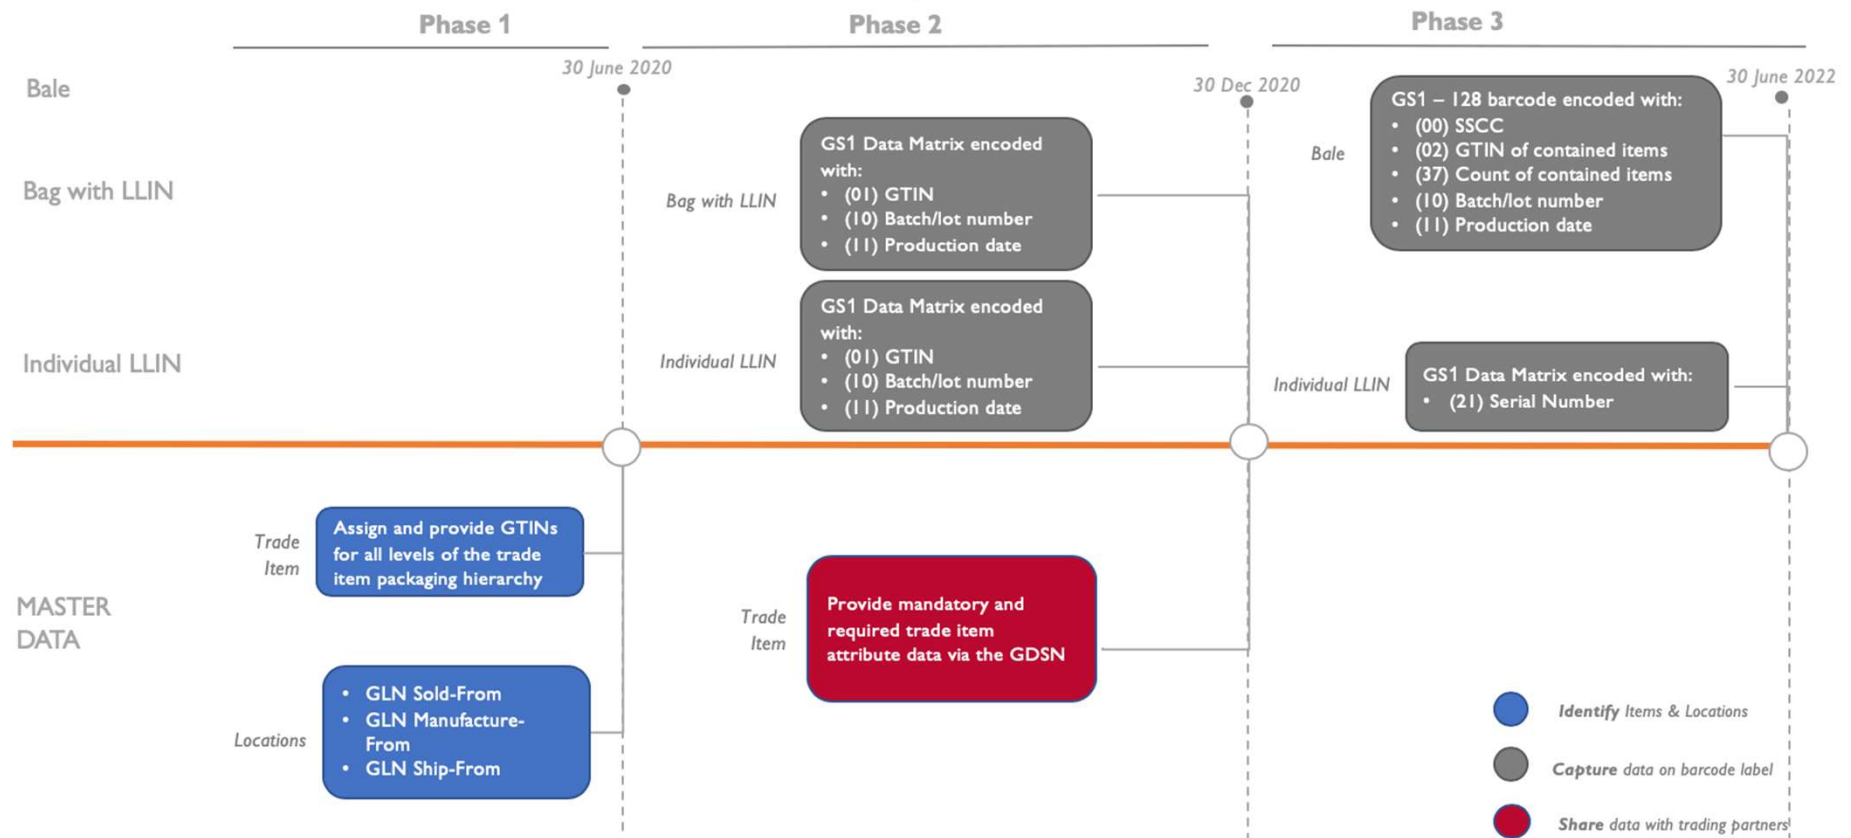 Phase 1
Phase 2
Phase 3
30 June 2020
30 Dec 2020
30 June 2022
Bale
Bag with LLIN
Individual LLIN
Bag with LLIN
GS1 Data Matrix encoded
with:
• (01) GTIN
• (10) Batch/lot number
• (11) Production date
Individual LLIN
GS1 Data Matrix encoded
with:
• (01) GTIN
• (10) Batch/lot number
• (11) Production date
Bale
GS1 – 128 barcode encoded with:
• (00) SSCC
• (02) GTIN of contained items
• (37) Count of contained items
• (10) Batch/lot number
• (11) Production date
Individual LLIN
GS1 Data Matrix encoded with:
• (21) Serial Number
MASTER
DATA
Trade
Item
Assign and provide GTINs
for all levels of the trade
item packaging hierarchy
Locations
• GLN Sold-From
• GLN Manufacture-
From
• GLN Ship-From
Trade
Item
Provide mandatory and
required trade item
attribute data via the GDSN
Identify Items & Locations
Capture data on barcode label
Share data with trading partners